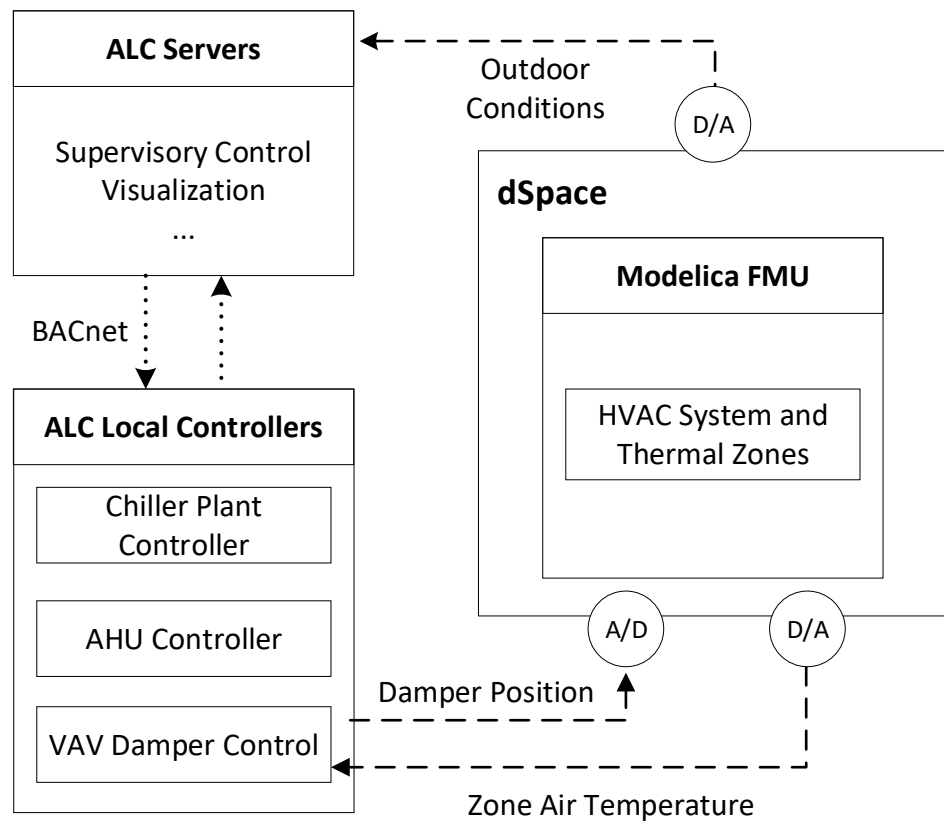 ALC Servers
Supervisory Control
Visualization
...
Outdoor
Conditions
D/A
dSpace
Modelica FMU
HVAC System and
Thermal Zones
BACnet
ALC Local Controllers
Chiller Plant
Controller
AHU Controller
VAV Damper Control
A/D
D/A
Damper Position
Zone Air Temperature